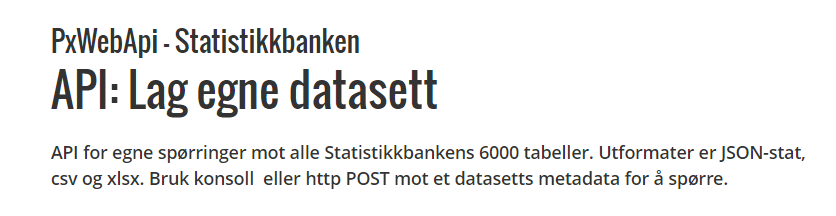 PxWebApi - Statistikkbanken
API: Lag egne datasett
API for egne spørringer mot alle Statistikkbankens 6000 tabeller. Utformater er JSON-stat,
csv og xlsx. Bruk konsoll  eller http POST mot et datasetts metadata for å spørre.